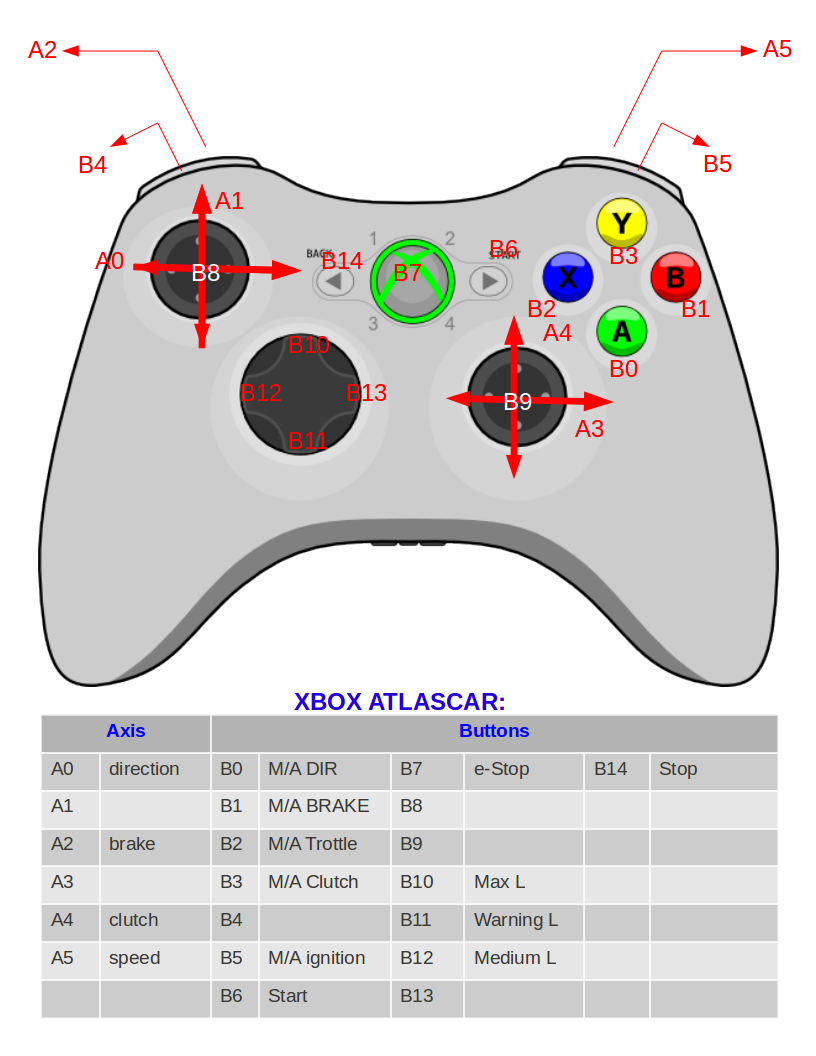 A2
A5
B4
B5
A1
Y
1
2
B6
START
B3
BACK
A0
B14
B8
B7
X
B
B2
B1
3
4
A4
A
B10
B0
B12
B13
B9
A3
B11
XBOX ATLASCAR:
Axis Buttons
A0 direction B0 M/A DIR B7 e-Stop B14 Stop
A1 B1 M/A BRAKE B8
A2 brake B2 M/A Trottle B9
A3 B3 M/A Clutch B10 Max L
A4 clutch B4 B11 Warning L
A5 speed B5 M/A ignition B12 Medium L
B6 Start B13